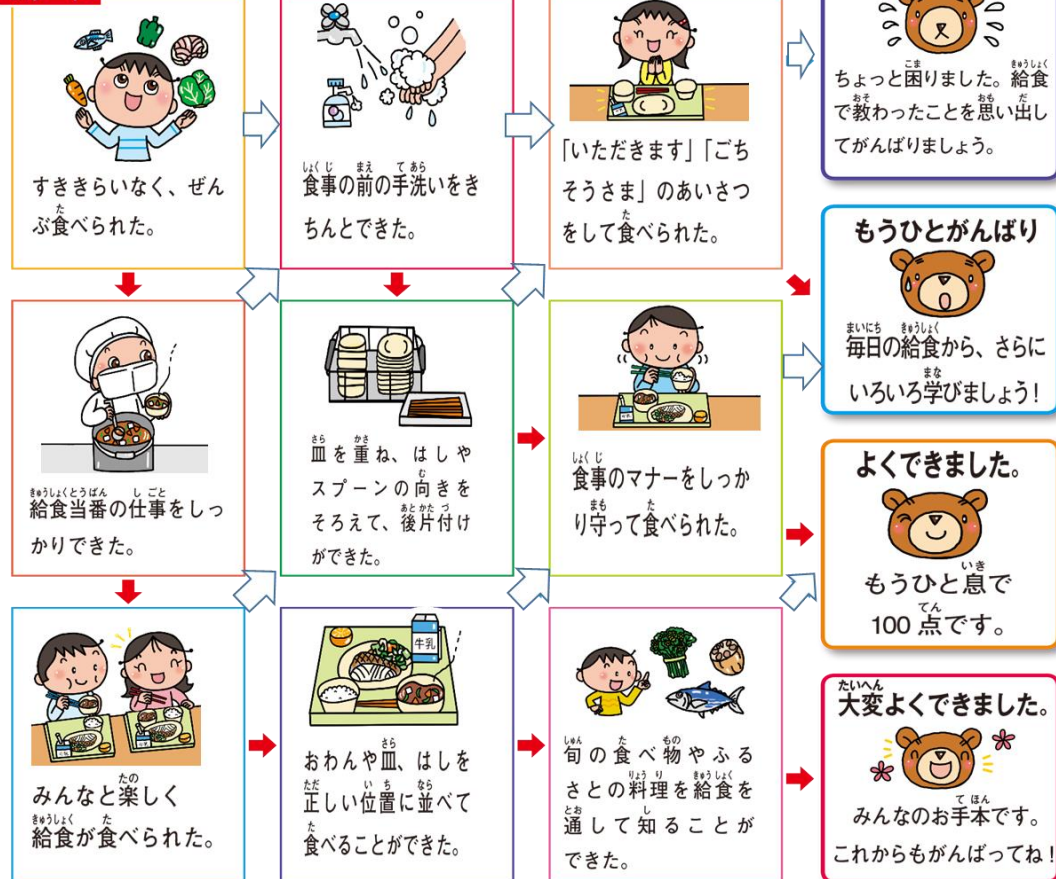 すききらいなく、ぜん
ぶ食べられた。
食事の前の手洗いをき
ちんとできた。
「いただきます」「ごち
そうさま」のあいさつ
をして食べられた。
ちょっと困りました。給食
で教わったことを思い出し
てがんばりましょう。
もうひとがんばり
毎日の給食から、さらに
いろいろ学びましょう！
給食当番の仕事をしっ
かりできた。
皿を重ね、はしや
スプーンの向きを
そろえて、後片付け
ができた。
食事のマナーをしっか
り守って食べられた。
よくできました。
もうひと息で
100点です。
みんなと楽しく
給食が食べられた。
牛乳
おわんや皿、はしを
正しい位置に並べて
食べることができた。
旬の食べ物やふる
さとの料理を給食を
通して知ることが
できた。
大変よくできました。
みんなのお手本です。
これからもがんばってね！